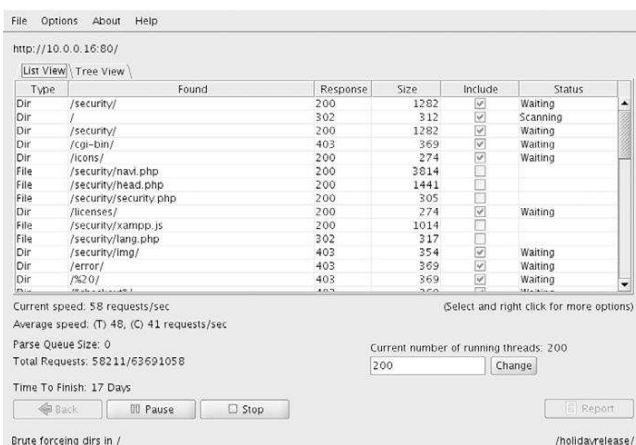 File Options About Help
http://10.0.0.16:80/
List View Tree View
Type Found Response Size Include Status
Dir /security/ 200 1282 Waiting
Dir / 302 312 Scanning
Dir /security/ 200 1282 Waiting
Dir /cgi-bin/ 403 369 Waiting
Dir /icons/ 200 274 Waiting
File /security/navi.php 200 3814
File /security/head.php 200 1441
File /security/security.php 200 305
Dir /licenses/ 200 274 Waiting
File /security/xampp.js 200 1014
File /security/lang.php 302 317
Dir /security/img/ 403 354 Waiting
Dir /error/ 403 369 Waiting
Dir /%20/ 403 369 Waiting
Current speed: 58 requests/sec (Select and right click for more options)
Average speed: (T) 48, (C) 41 requests/sec
Parse Queue Size: 0 Current number of running threads: 200
Total Requests: 58211/63691058 200 Change
Time To Finish: 17 Days
Back Pause Stop Report
Brute forceing dirs in / /holidayrelease/